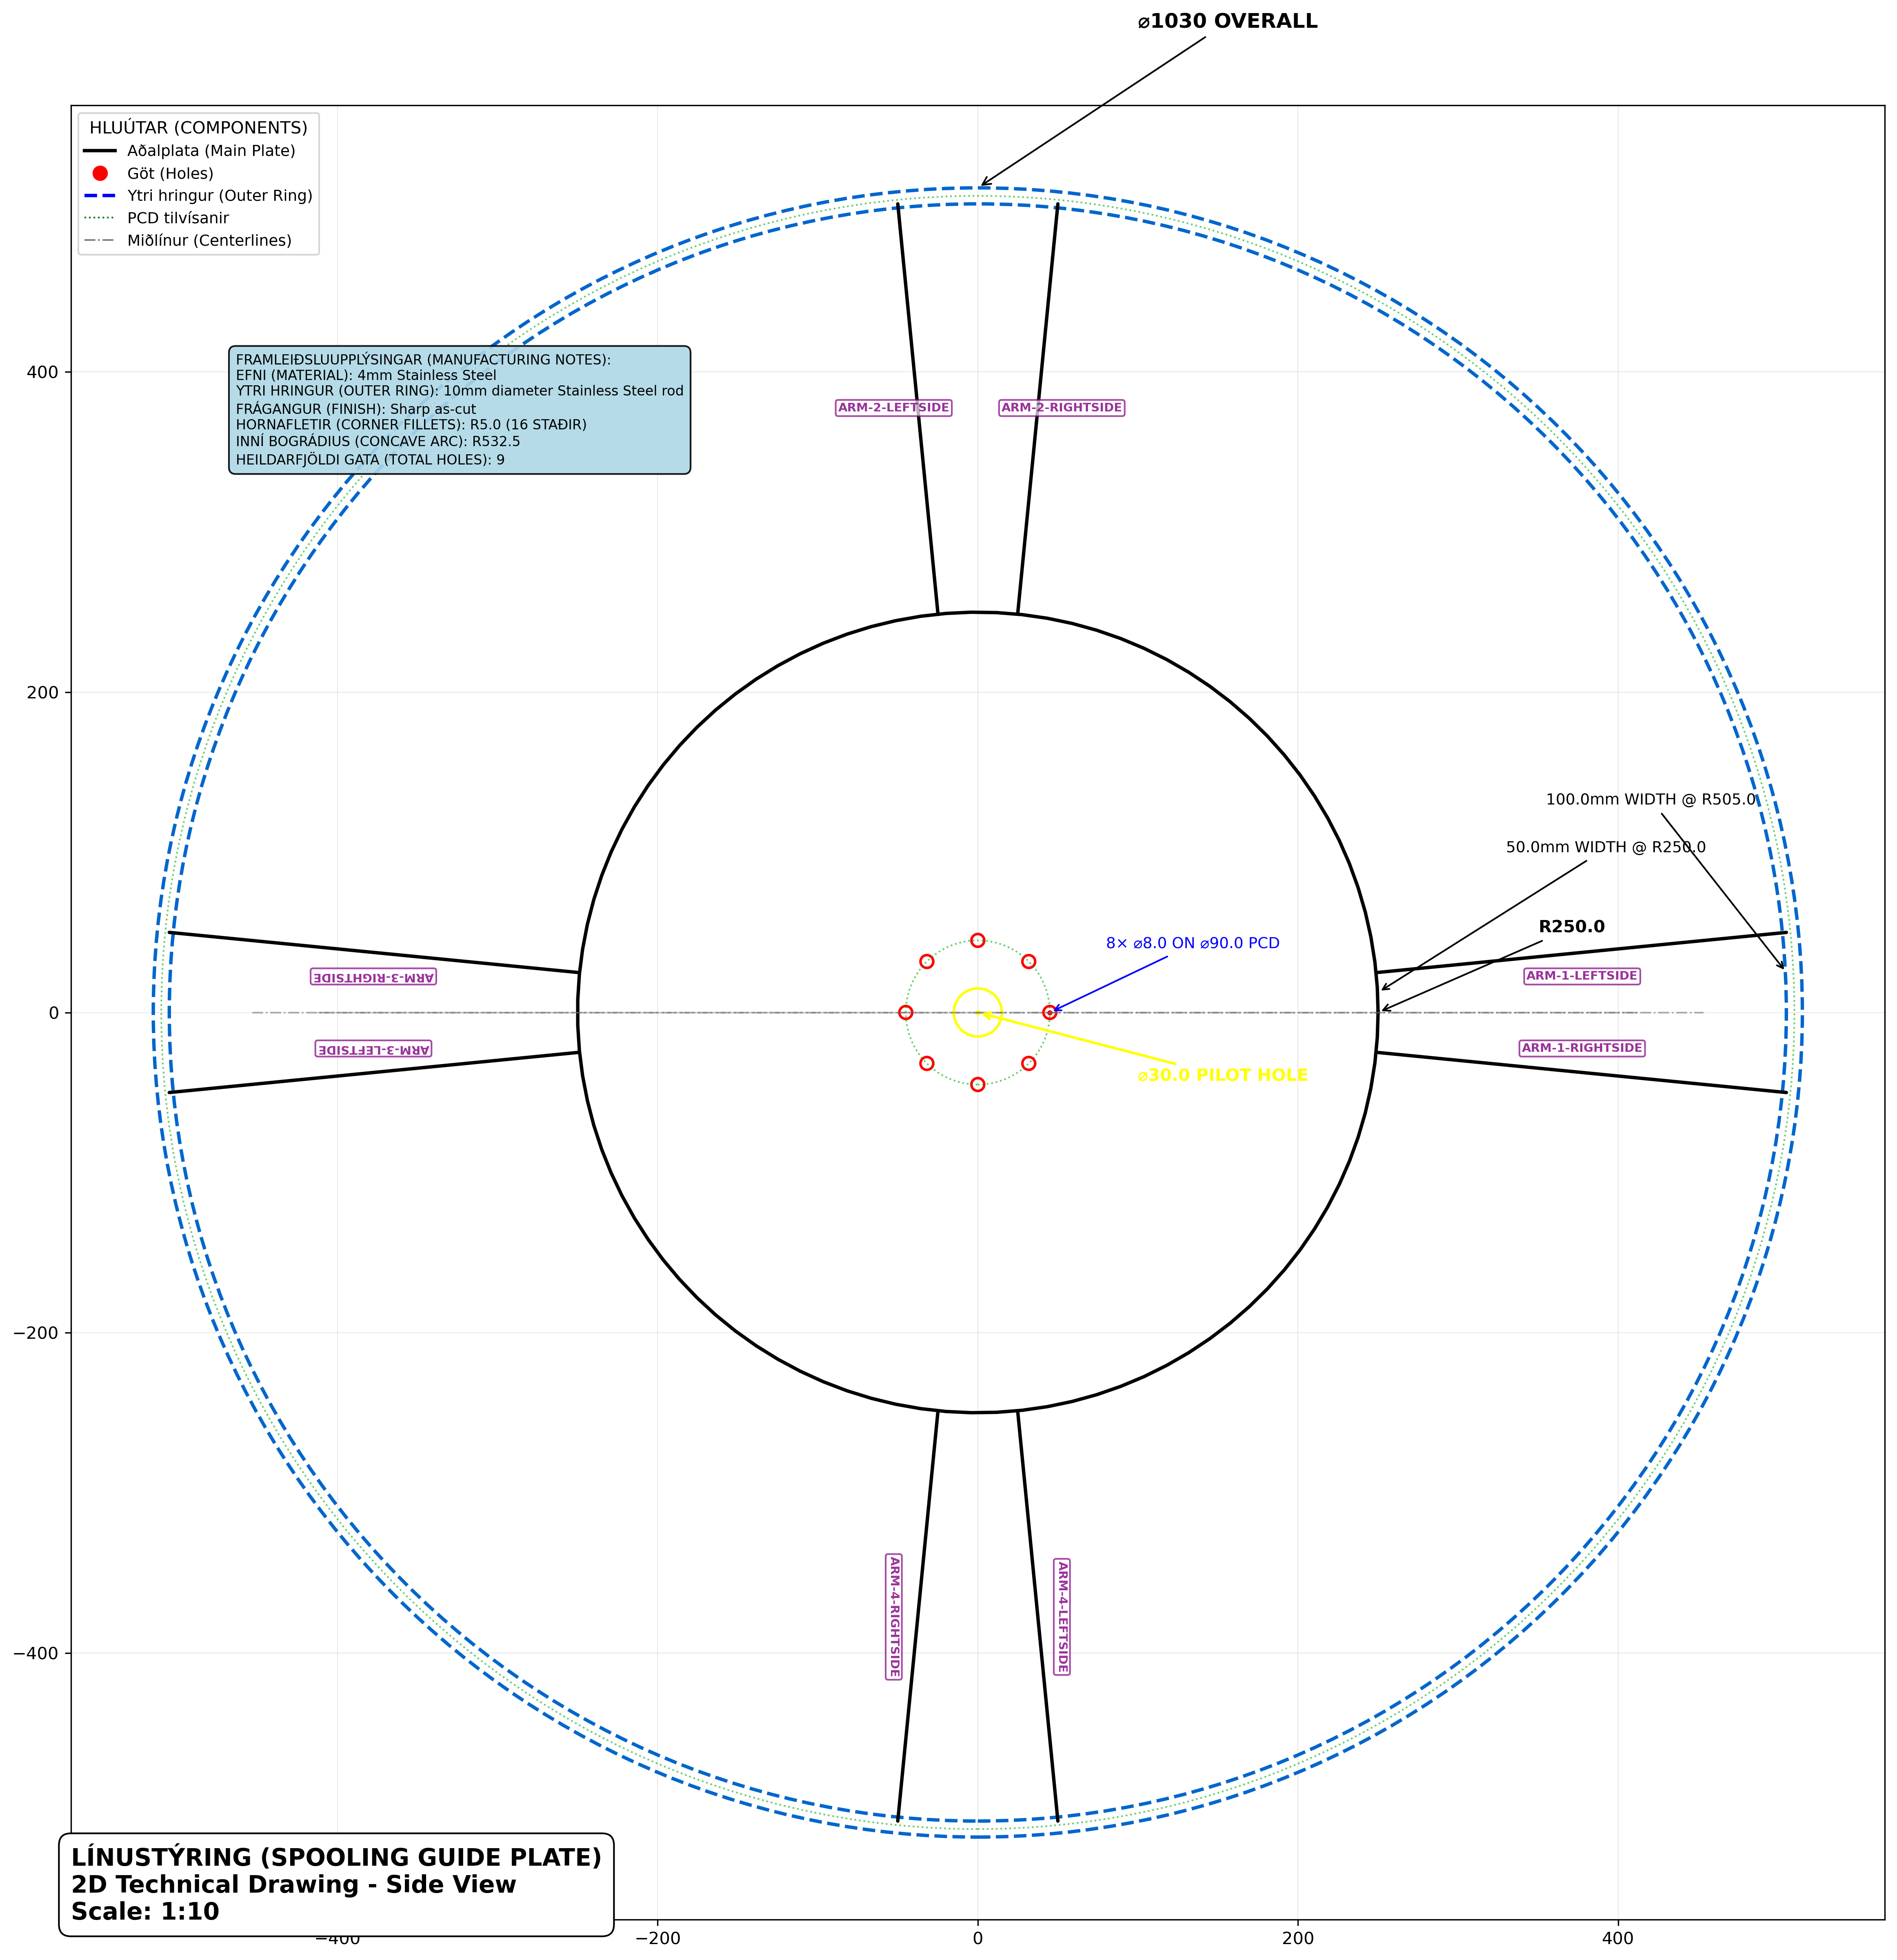 ⌀1030 OVERALL
HLUÚTAR (COMPONENTS)
Aðalplata (Main Plate)
Göt (Holes)
Ytri hringur (Outer Ring)
PCD tilvísanir
Miðlínur (Centerlines)
FRAMLEIÐSLUUPPLÝSINGAR (MANUFACTURING NOTES):
EFNI (MATERIAL): 4mm Stainless Steel
YTRI HRINGUR (OUTER RING): 10mm diameter Stainless Steel rod
FRÁGANGUR (FINISH): Sharp as-cut
HORNAFLETIR (CORNER FILLETS): R5.0 (16 STAÐIR)
INNÍ BOGRÁDIUS (CONCAVE ARC): R532.5
HEILDARFJÖLDI GATA (TOTAL HOLES): 9
ARM-2-LEFTSIDE
ARM-2-RIGHTSIDE
400
200
0
−200
−400
100.0mm WIDTH @ R505.0
50.0mm WIDTH @ R250.0
R250.0
8× ⌀8.0 ON ⌀90.0 PCD
ARM-3-RIGHTSIDE
ARM-1-LEFTSIDE
ARM-3-LEFTSIDE
ARM-1-RIGHTSIDE
⌀30.0 PILOT HOLE
ARM-4-RIGHTSIDE
ARM-4-LEFTSIDE
LÍNUSTÝRING (SPOOLING GUIDE PLATE)
2D Technical Drawing - Side View
Scale: 1:10
−400
−200
0
200
400